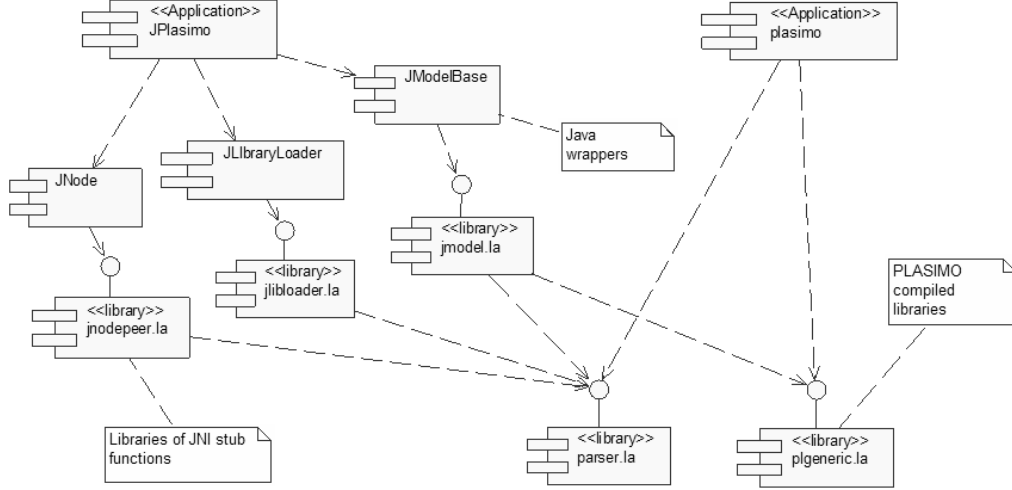 <<Application>>
JPlasimo
<<Application>>
plasimo
JModelBase
Java
wrappers
JLIbraryLoader
JNode
<<library>>
jmodel.la
<<library>>
jlibloader.la
PLASIMO
compiled
libraries
<<library>>
jnodepeer.la
Libraries of JNI stub
functions
<<library>>
parser.la
<<library>>
plgeneric.la